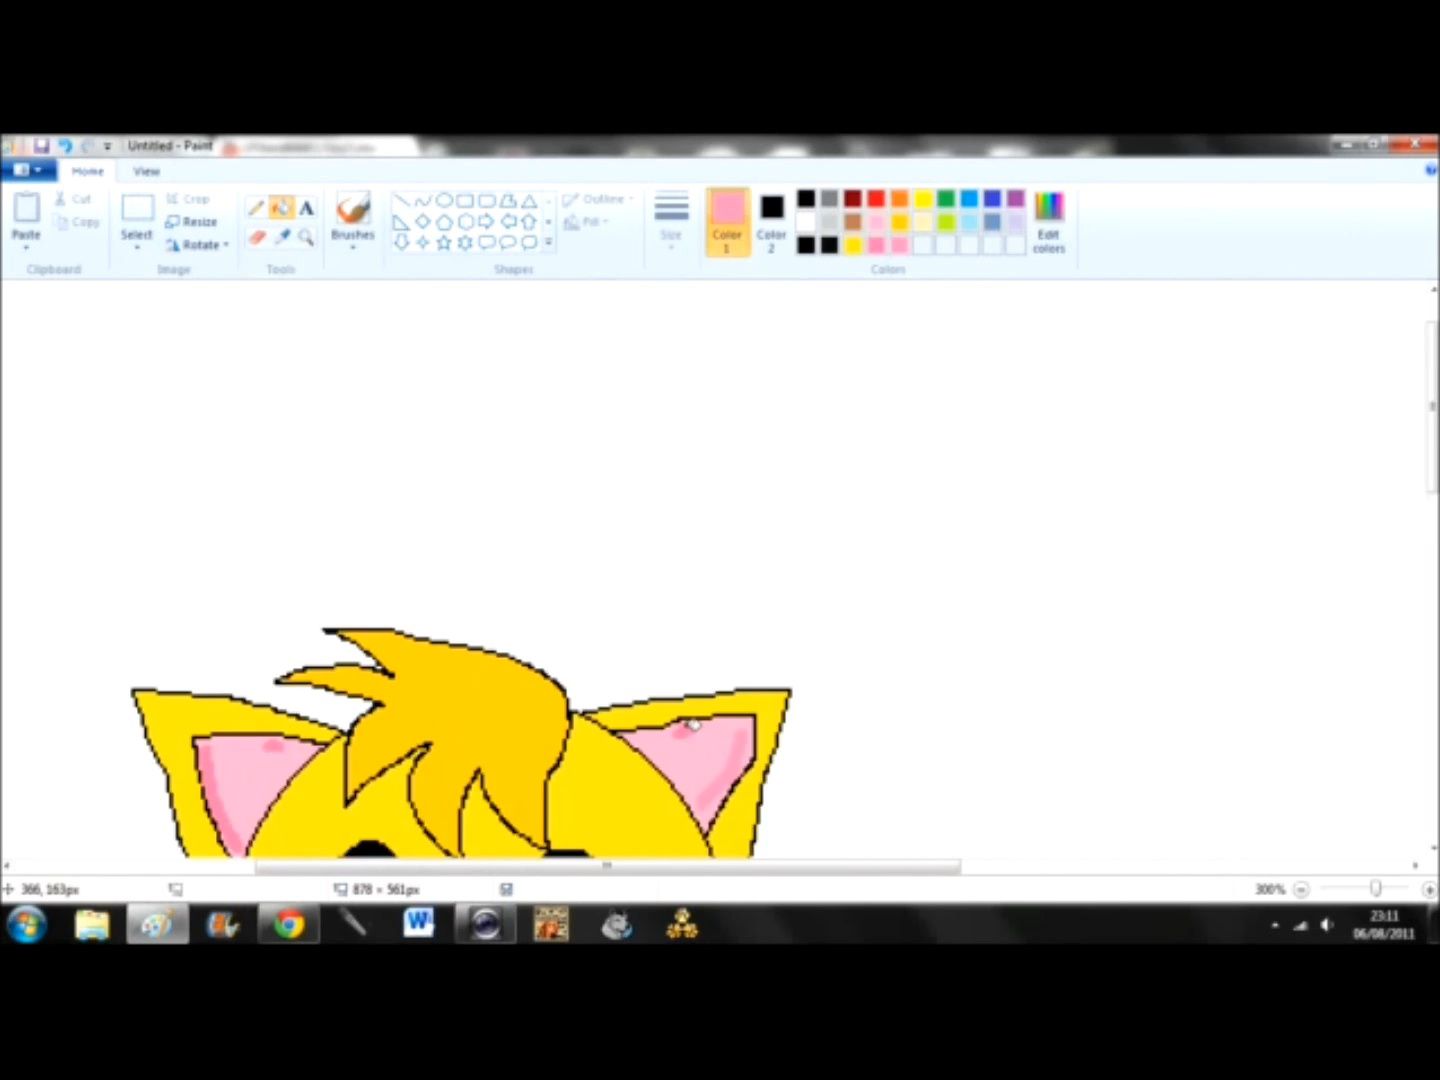 Untitled - Paint
Home View
Cut
Copy
Paste
Clipboard
Select
Crop
Resize
Rotate
Image
A
Tools
Brushes
Outline
Fill
Shapes
Size
Color 1
Color 2
Edit colors
Colors
366, 163px
878 × 561px
300%
W
23:11
06/08/2011